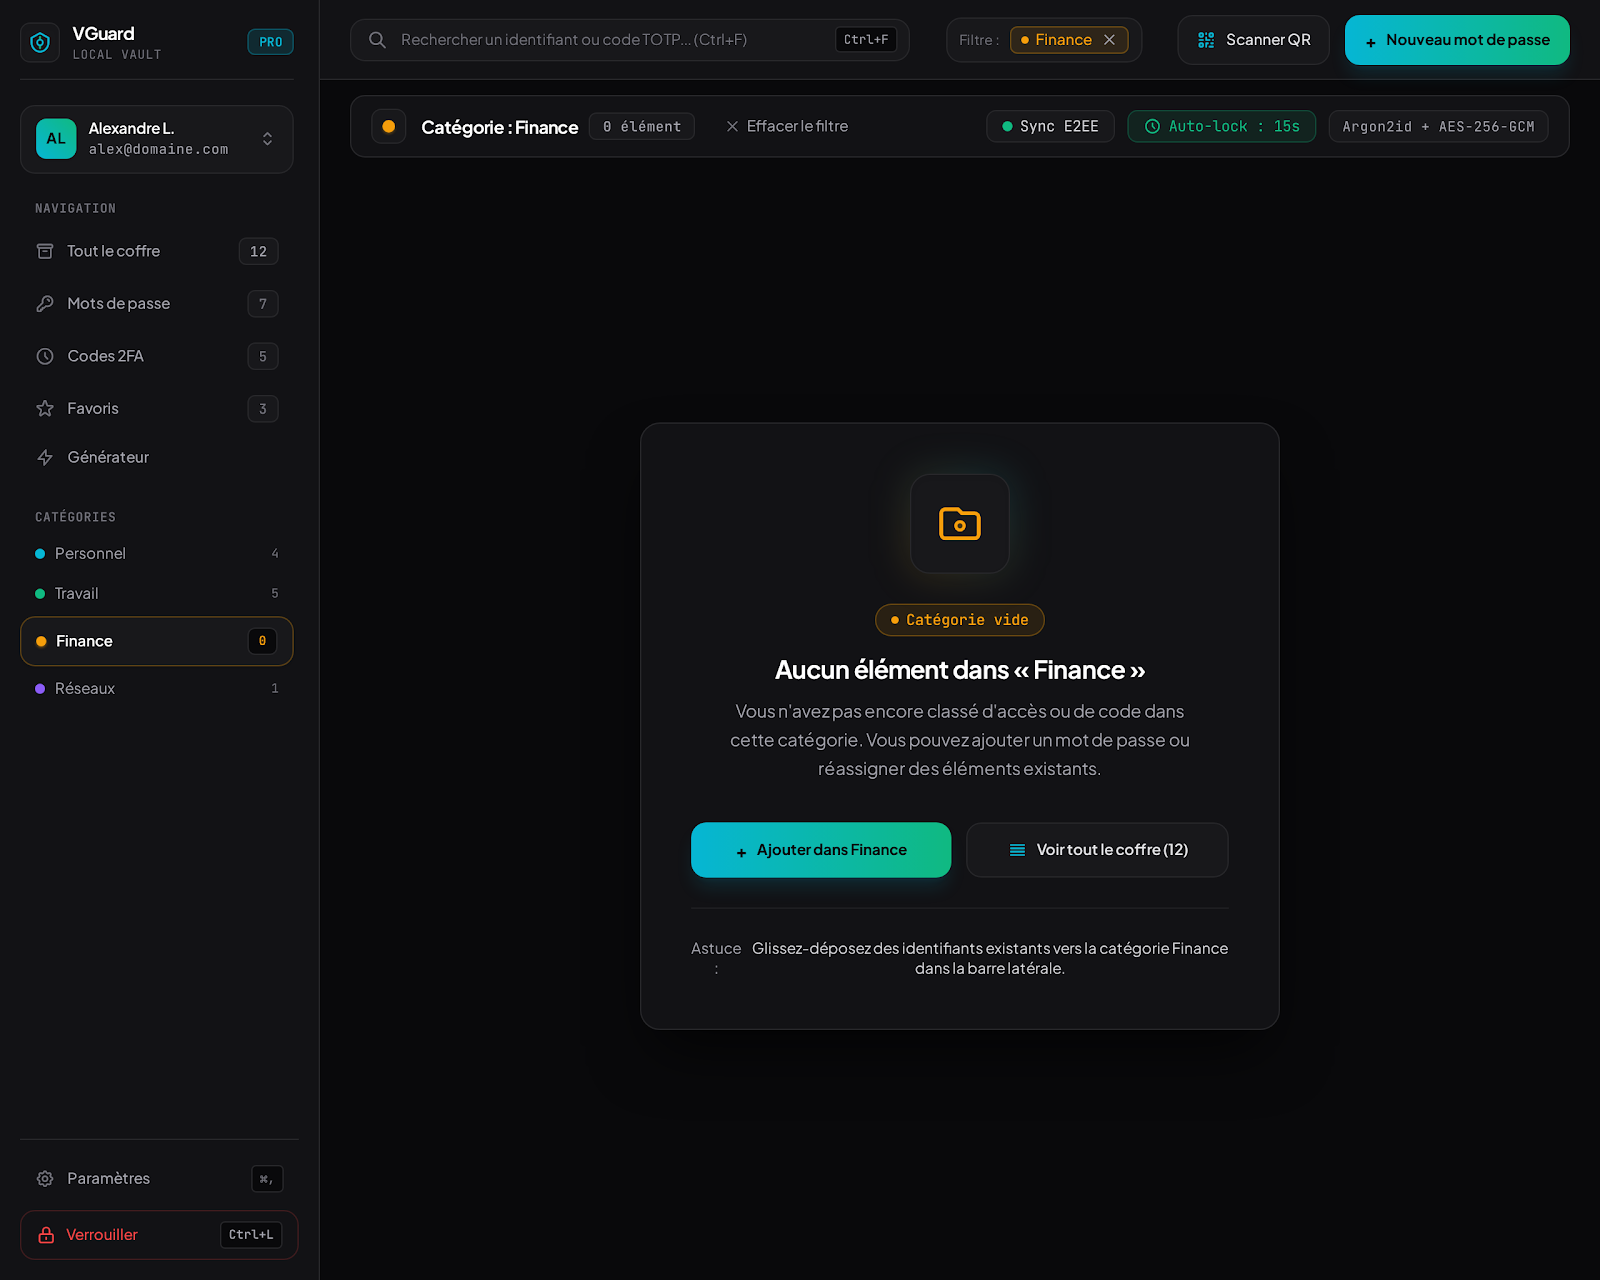 VGuard
LOCAL VAULT
PRO
Rechercher un identifiant ou code TOTP... (Ctrl+F)
Ctrl+F
Filtre :
Finance
Scanner QR
+ Nouveau mot de passe
AL
Alexandre L.
alex@domaine.com
Catégorie : Finance
0 élément
Effacer le filtre
Sync E2EE
Auto-lock : 15s
Argon2id + AES-256-GCM
NAVIGATION
Tout le coffre 12
Mots de passe 7
Codes 2FA 5
Favoris 3
Générateur
CATÉGORIES
Personnel 4
Travail 5
Finance 0
Réseaux 1
Catégorie vide
Aucun élément dans « Finance »
Vous n'avez pas encore classé d'accès ou de code dans
cette catégorie. Vous pouvez ajouter un mot de passe ou
réassigner des éléments existants.
+ Ajouter dans Finance
Voir tout le coffre (12)
Astuce :
Glissez-déposez des identifiants existants vers la catégorie Finance
dans la barre latérale.
Paramètres ⌘,
Verrouiller Ctrl+L